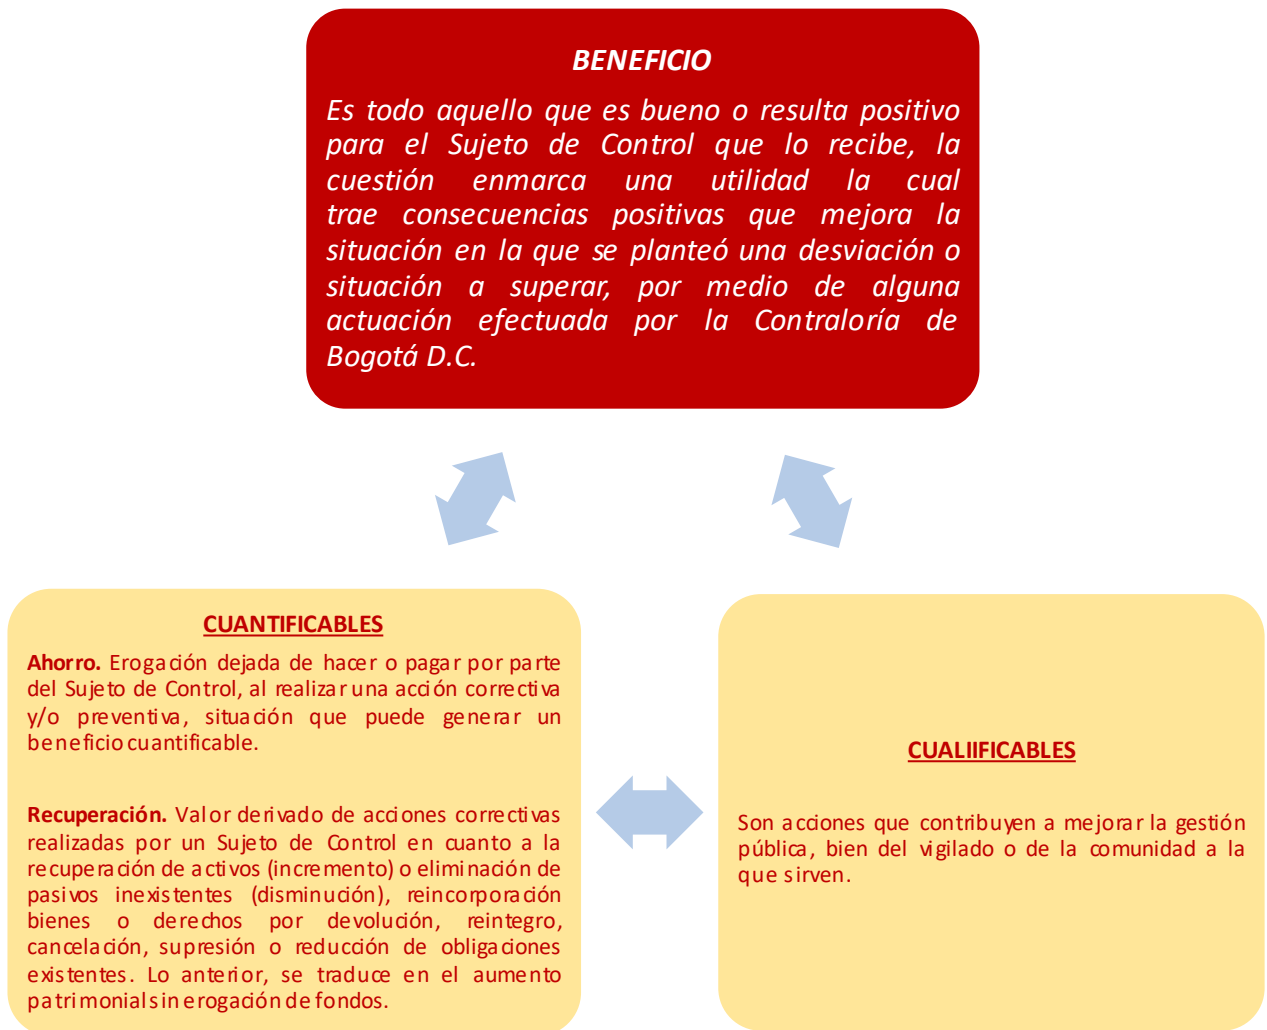 BENEFICIO
Es todo aquello que es bueno o resulta positivo
para el Sujeto de Control que lo recibe, la
cuestión enmarca una utilidad la cual
trae consecuencias positivas que mejora la
situación en la que se planteó una desviación o
situación a superar, por medio de alguna
actuación efectuada por la Contraloría de
Bogotá D.C.
CUANTIFICABLES
Ahorro. Erogación dejada de hacer o pagar por parte
del Sujeto de Control, al realizar una acción correctiva
y/o preventiva, situación que puede generar un
beneficio cuantificable.
Recuperación. Valor derivado de acciones correctivas
realizadas por un Sujeto de Control en cuanto a la
recuperación de activos (incremento) o eliminación de
pasivos inexistentes (disminución), reincorporación
bienes o derechos por devolución, reintegro,
cancelación, supresión o reducción de obligaciones
existentes. Lo anterior, se traduce en el aumento
patrimonial sin erogación de fondos.
CUALIIFICABLES
Son acciones que contribuyen a mejorar la gestión
pública, bien del vigilado o de la comunidad a la
que sirven.